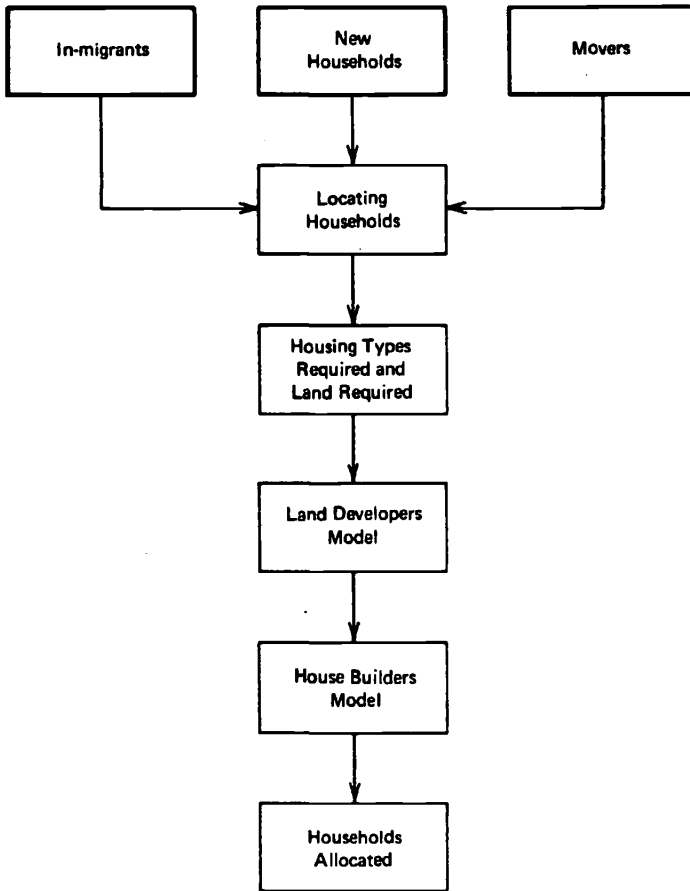 In-migrants
New
Households
Movers
Locating
Households
Housing Types
Required and
Land Required
Land Developers
Model
House Builders
Model
Households
Allocated